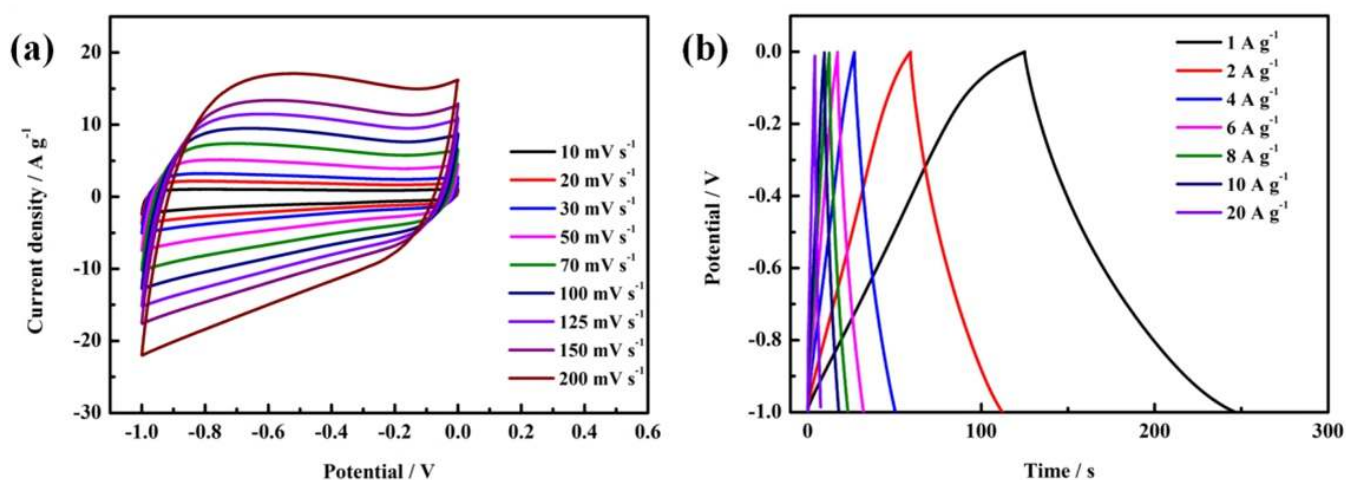 (a)
Current density / A g⁻¹
20
10
0
-10
-20
-30
-1.0 -0.8 -0.6 -0.4 -0.2 0.0 0.2 0.4 0.6
Potential / V
10 mV s⁻¹
20 mV s⁻¹
30 mV s⁻¹
50 mV s⁻¹
70 mV s⁻¹
100 mV s⁻¹
125 mV s⁻¹
150 mV s⁻¹
200 mV s⁻¹
(b)
Potential / V
0.0
-0.2
-0.4
-0.6
-0.8
-1.0
0 100 200 300
Time / s
1 A g⁻¹
2 A g⁻¹
4 A g⁻¹
6 A g⁻¹
8 A g⁻¹
10 A g⁻¹
20 A g⁻¹